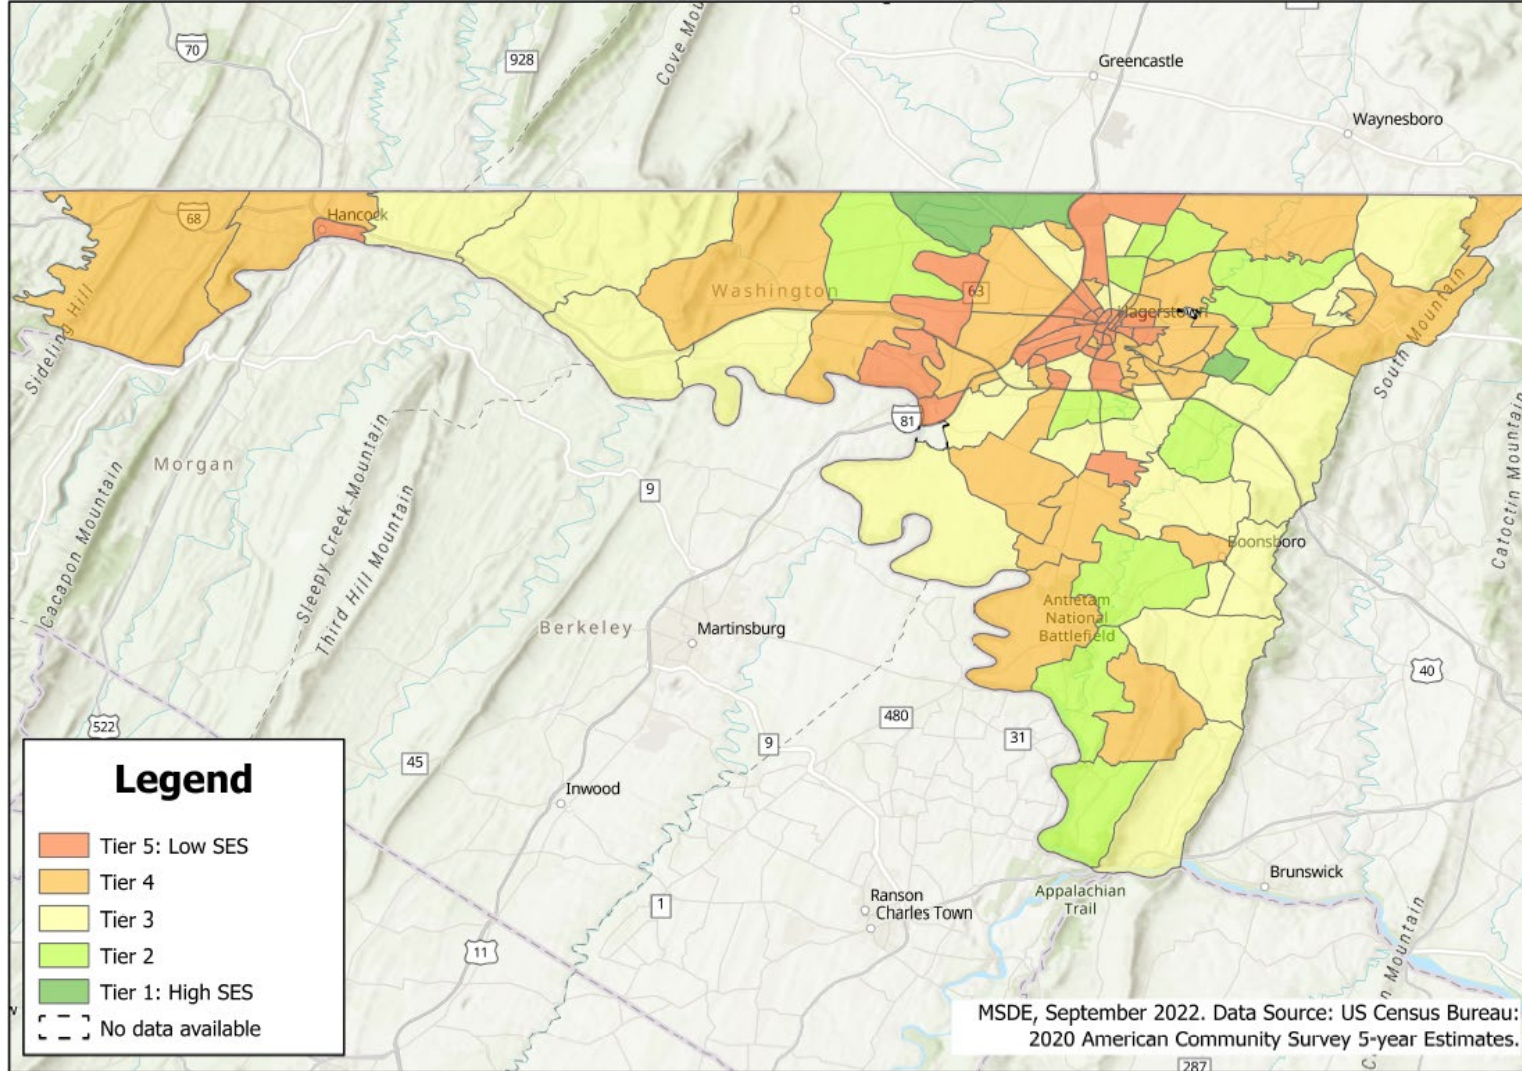 70
928
Cove Mou
Greencastle
Waynesboro
68
Hancock
Washington
63
Hagerstown
Sideling Hill
South Mountain
81
Morgan
9
Cacapon Mountain
Sleepy Creek Mountain
Third Hill Mountain
Catoctin Mountain
Boonsboro
Antietam
National
Battlefield
Berkeley
Martinsburg
40
522
480
31
9
45
Inwood
Legend
Tier 5: Low SES
Tier 4
Tier 3
Tier 2
Tier 1: High SES
No data available
Brunswick
Appalachian
Trail
Ranson
Charles Town
1
11
n Mountain
MSDE, September 2022. Data Source: US Census Bureau:
2020 American Community Survey 5-year Estimates.
287